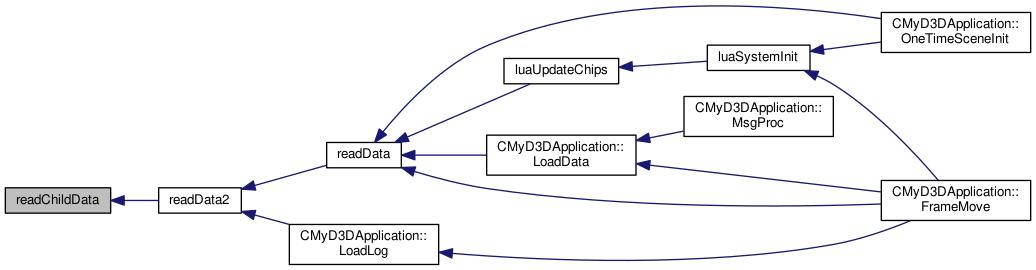 readChildData
readData2
readData
CMyD3DApplication::
LoadLog
luaUpdateChips
CMyD3DApplication::
LoadData
luaSystemInit
CMyD3DApplication::
MsgProc
CMyD3DApplication::
OneTimeSceneInit
CMyD3DApplication::
FrameMove